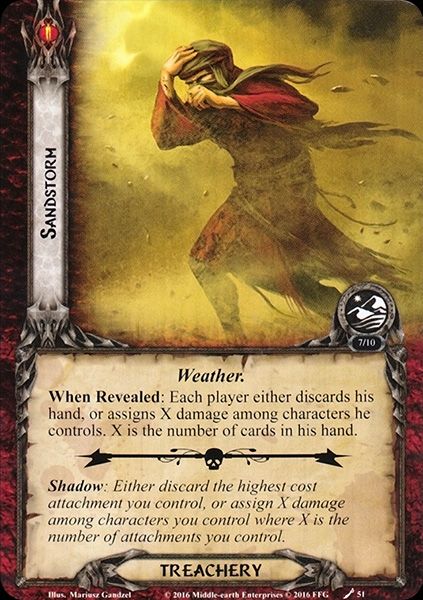 SANDSTORM
7/10
Weather.
When Revealed: Each player either discards his
hand, or assigns X damage among characters he
controls. X is the number of cards in his hand.
Shadow: Either discard the highest cost
attachment you control, or assign X damage
among characters you control where X is the
number of attachments you control.
TREACHERY
Illus. Mariusz Gandzel © 2016 Middle-earth Enterprises © 2016 FFG 51